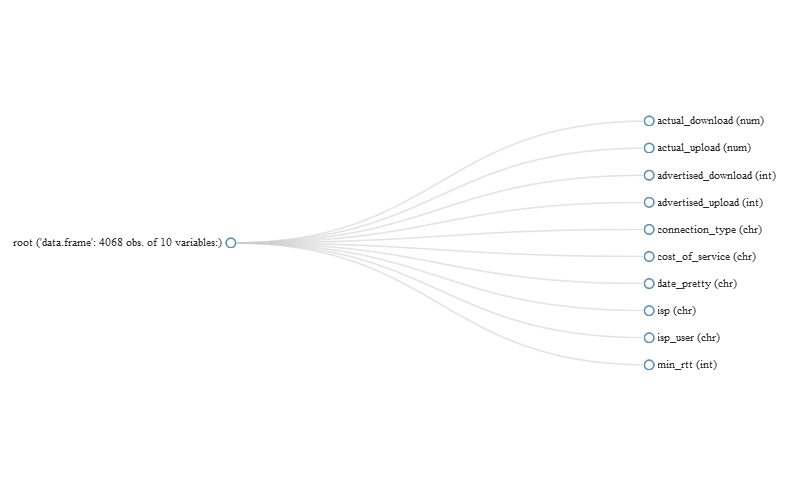 actual_download (num)
actual_upload (num)
advertised_download (int)
advertised_upload (int)
connection_type (chr)
root ('data.frame': 4068 obs. of 10 variables:)
cost_of_service (chr)
date_pretty (chr)
isp (chr)
isp_user (chr)
min_rtt (int)